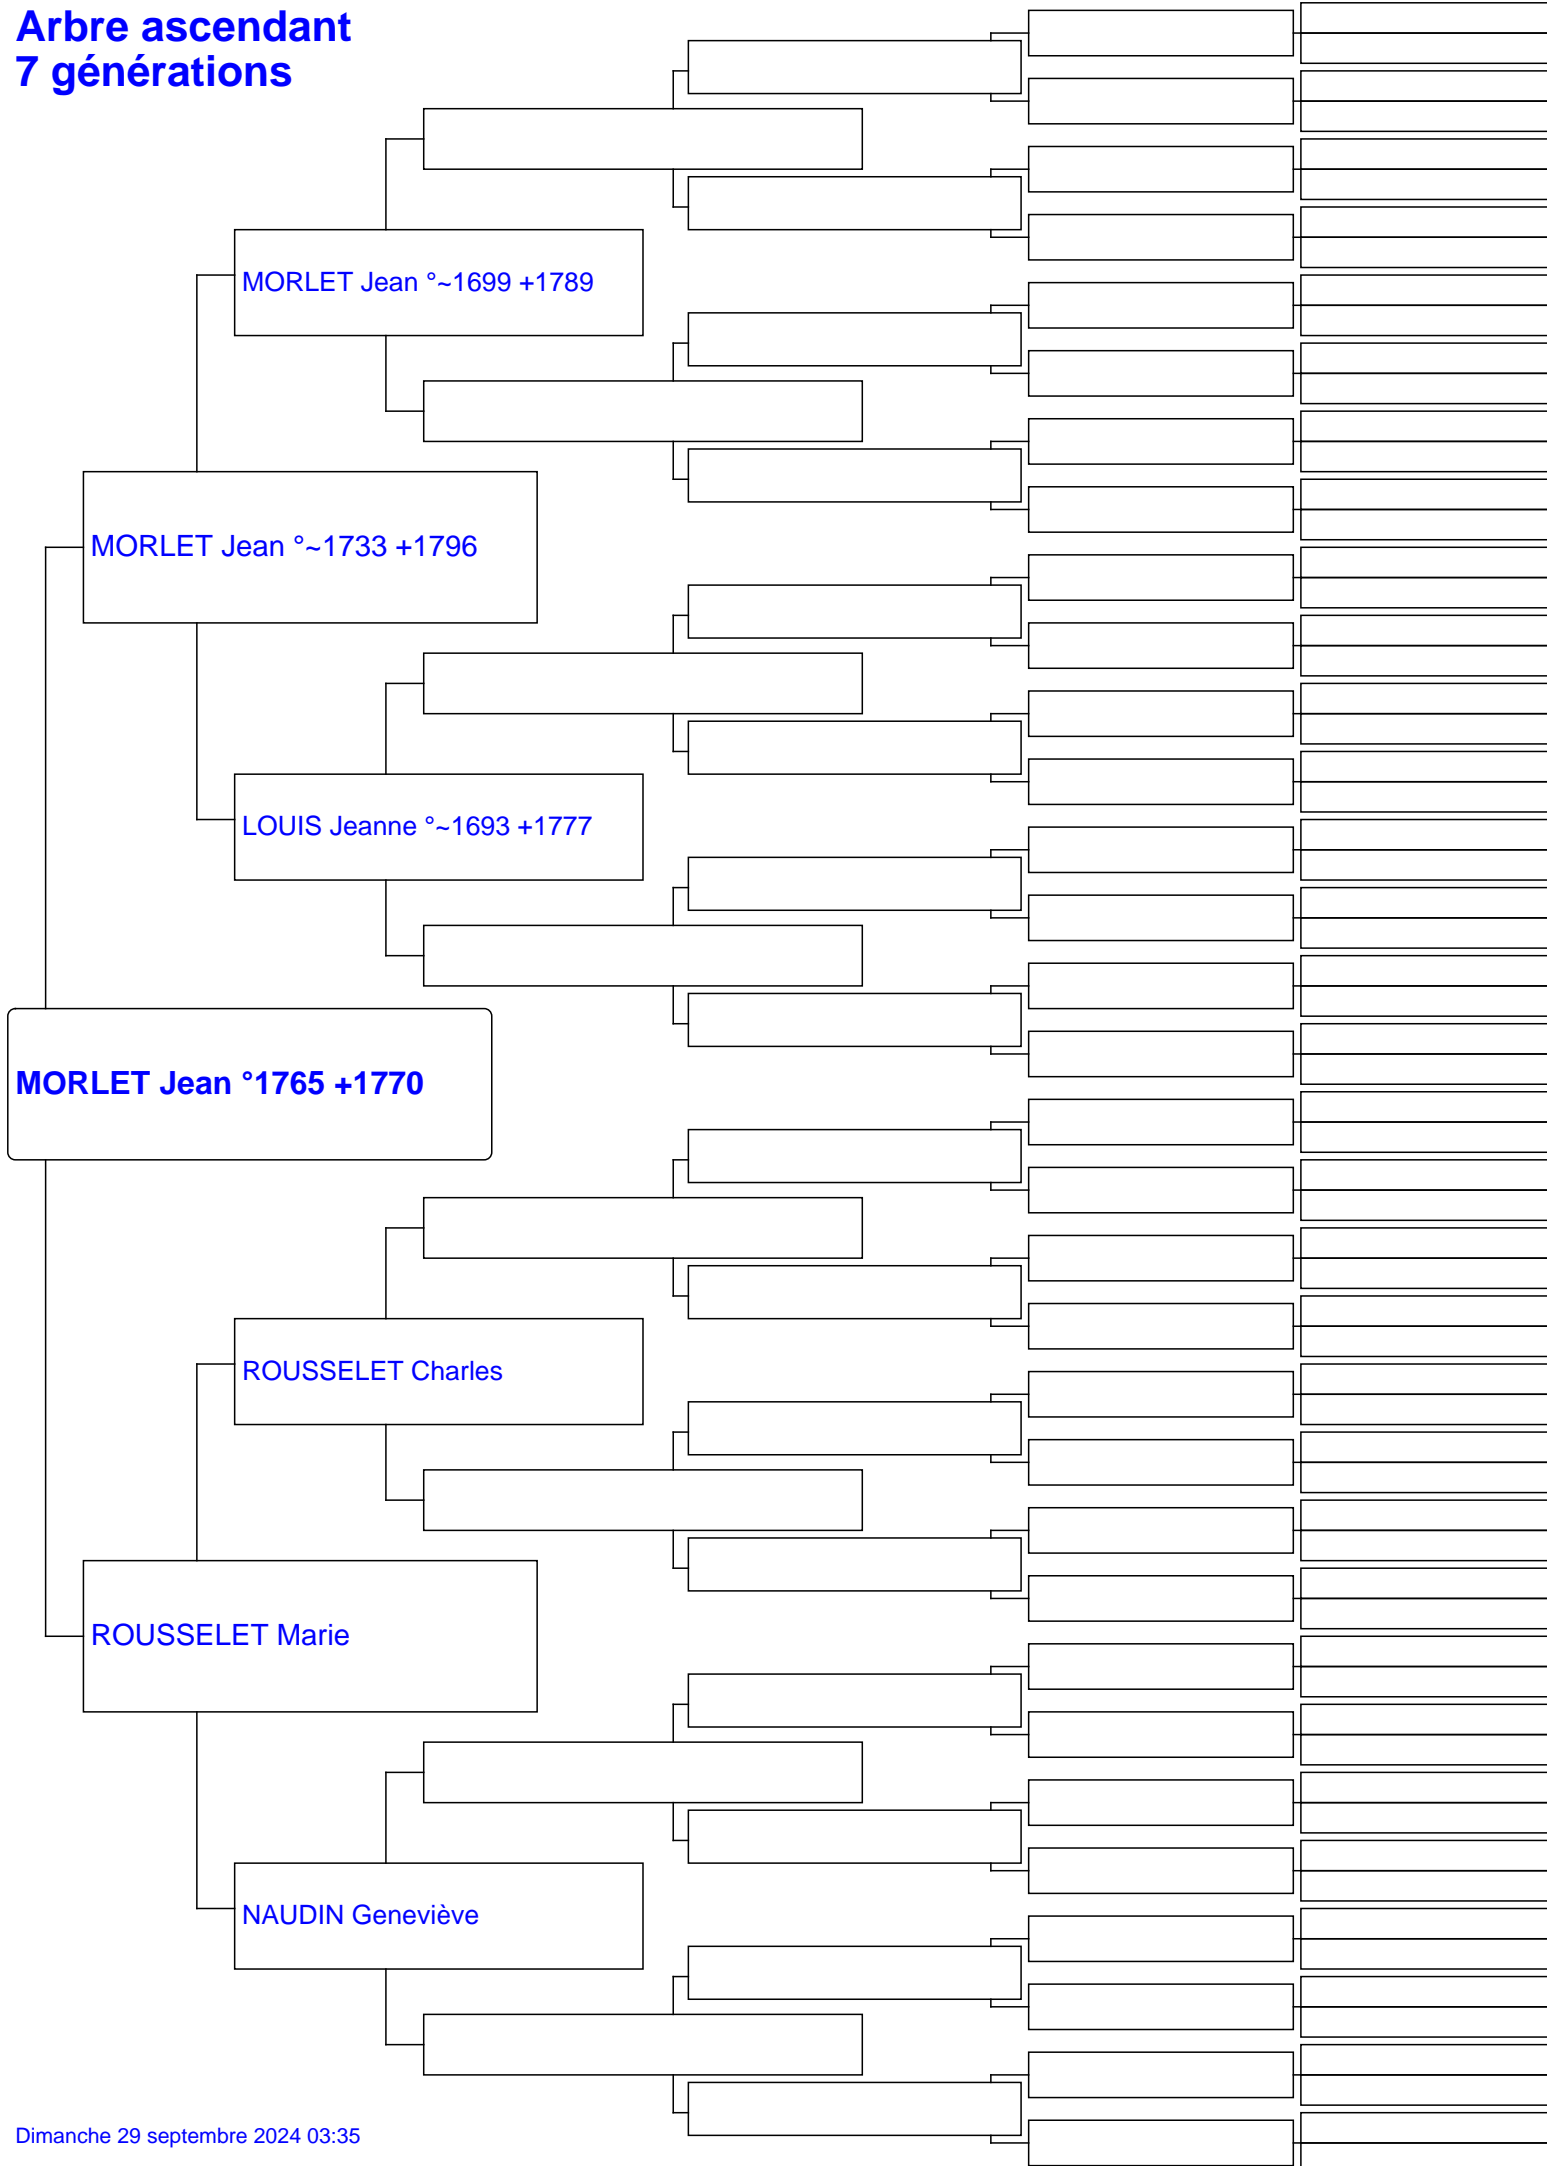 Arbre ascendant
7 générations
MORLET Jean °~1699 +1789
MORLET Jean °~1733 +1796
LOUIS Jeanne °~1693 +1777
MORLET Jean °1765 +1770
ROUSSELET Charles
ROUSSELET Marie
NAUDIN Geneviève
Dimanche 29 septembre 2024 03:35